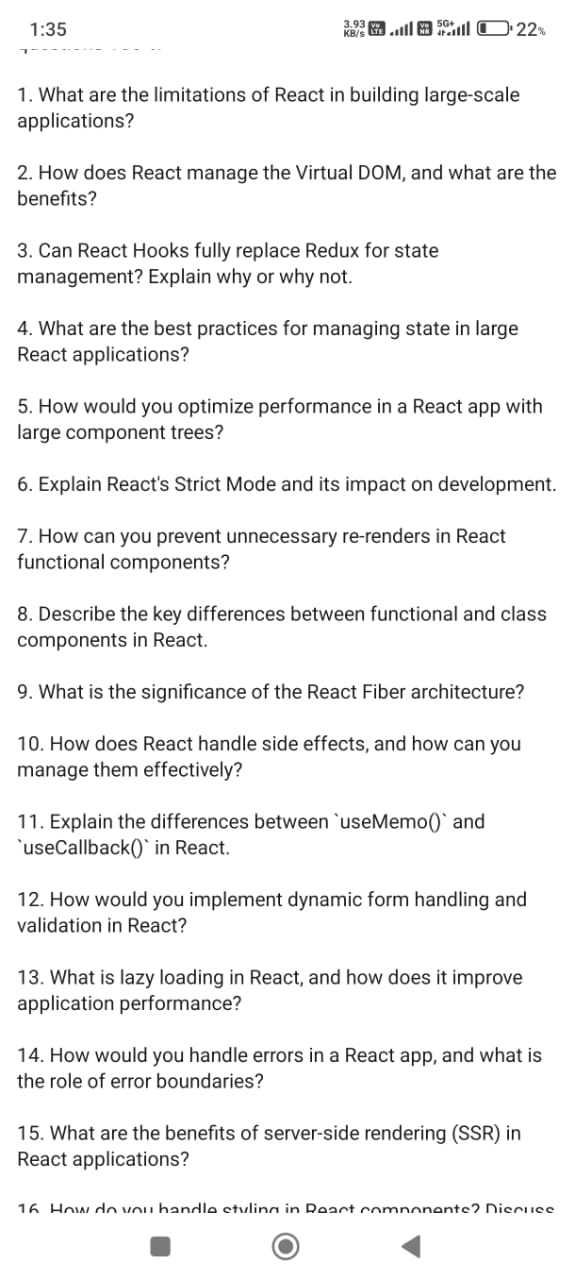 1:35
3.93
KB/s
Vo
LTE
Vo
NR
5G+
22%
1. What are the limitations of React in building large-scale
applications?
2. How does React manage the Virtual DOM, and what are the
benefits?
3. Can React Hooks fully replace Redux for state
management? Explain why or why not.
4. What are the best practices for managing state in large
React applications?
5. How would you optimize performance in a React app with
large component trees?
6. Explain React's Strict Mode and its impact on development.
7. How can you prevent unnecessary re-renders in React
functional components?
8. Describe the key differences between functional and class
components in React.
9. What is the significance of the React Fiber architecture?
10. How does React handle side effects, and how can you
manage them effectively?
11. Explain the differences between `useMemo()` and
`useCallback()` in React.
12. How would you implement dynamic form handling and
validation in React?
13. What is lazy loading in React, and how does it improve
application performance?
14. How would you handle errors in a React app, and what is
the role of error boundaries?
15. What are the benefits of server-side rendering (SSR) in
React applications?
16. How do you handle styling in React components? Discuss